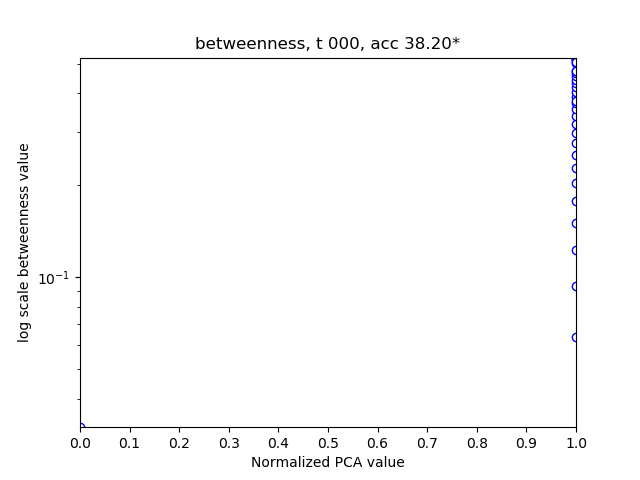 betweenness, t 000, acc 38.20*
log scale betweenness value
10⁻¹
0.0 0.1 0.2 0.3 0.4 0.5 0.6 0.7 0.8 0.9 1.0
Normalized PCA value